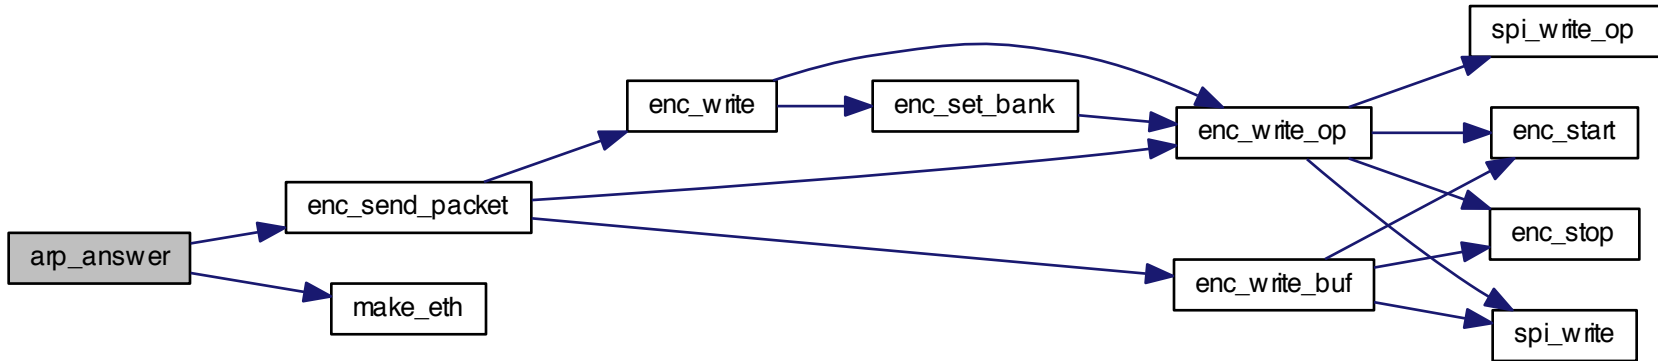 arp_answer
enc_send_packet
make_eth
enc_write
enc_set_bank
enc_write_op
enc_write_buf
spi_write_op
enc_start
enc_stop
spi_write